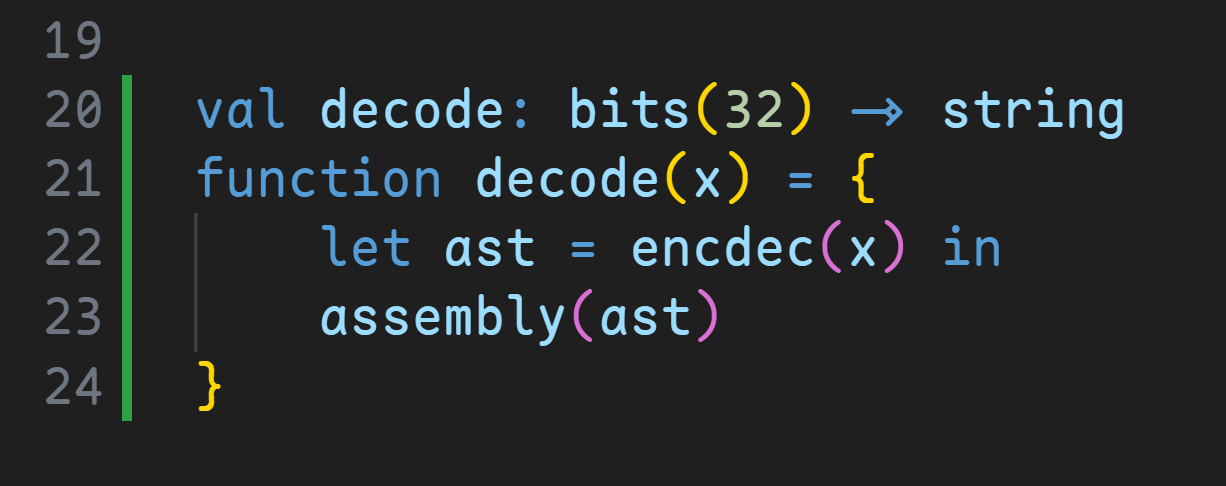 19
20 val decode: bits(32) -> string
21 function decode(x) = {
22 let ast = encdec(x) in
23 assembly(ast)
24 }